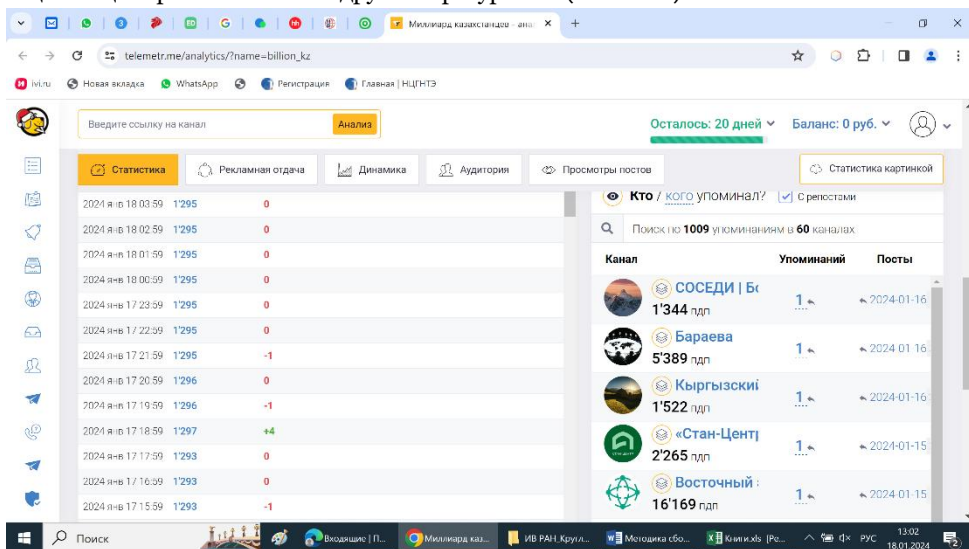 Миллиард казахстанцев - ана
telemetr.me/analytics/?name=billion_kz
ivi.ru Новая вкладка WhatsApp Регистрация Главная | НЦГНТЭ
Введите ссылку на канал Анализ Осталось: 20 дней Баланс: 0 руб.
Статистика Рекламная отдача Динамика Аудитория Просмотры постов Статистика картинкой
Кто / кого упоминал? С репостами
Поиск по 1009 упоминаниям в 60 каналах
Канал Упоминаний Посты
СОСЕДИ | Бо
1'344 пдп 1 2024-01-16
Бараева
5'389 пдп 1 2024-01-16
Кыргызский
1'522 пдп 1 2024-01-16
«Стан-Центр
2'265 пдп 1 2024-01-15
Восточный
16'169 пдп 1 2024-01-15
2024 янв 18 03:59 1'295 0
2024 янв 18 02:59 1'295 0
2024 янв 18 01:59 1'295 0
2024 янв 18 00:59 1'295 0
2024 янв 17 23:59 1'295 0
2024 янв 17 22:59 1'295 0
2024 янв 17 21:59 1'295 -1
2024 янв 17 20:59 1'296 0
2024 янв 17 19:59 1'296 -1
2024 янв 17 18:59 1'297 +4
2024 янв 17 17:59 1'293 0
2024 янв 17 16:59 1'293 0
2024 янв 17 15:59 1'293 -1
Поиск Входящие | П... Миллиард каз... ИВ РАН_Кругл... Методика сбо... Книги.xls [Ре... РУС 13:02
18.01.2024